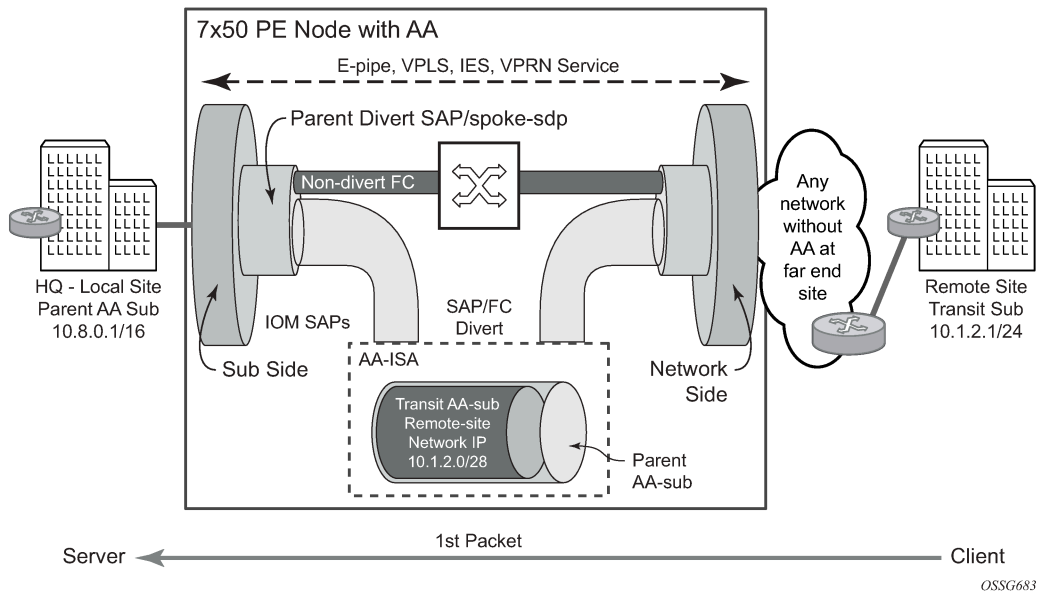 7x50 PE Node with AA
E-pipe, VPLS, IES, VPRN Service
Parent Divert SAP/spoke-sdp
Non-divert FC
Any
network
without
AA at
far end
site
HQ - Local Site
Parent AA Sub
10.8.0.1/16
IOM SAPs
SAP/FC
Divert
Remote Site
Transit Sub
10.1.2.1/24
Sub Side
AA-ISA
Network
Side
Transit AA-sub
Remote-site
Network IP
10.1.2.0/28
Parent
AA-sub
1st Packet
Server
Client
OSSG683